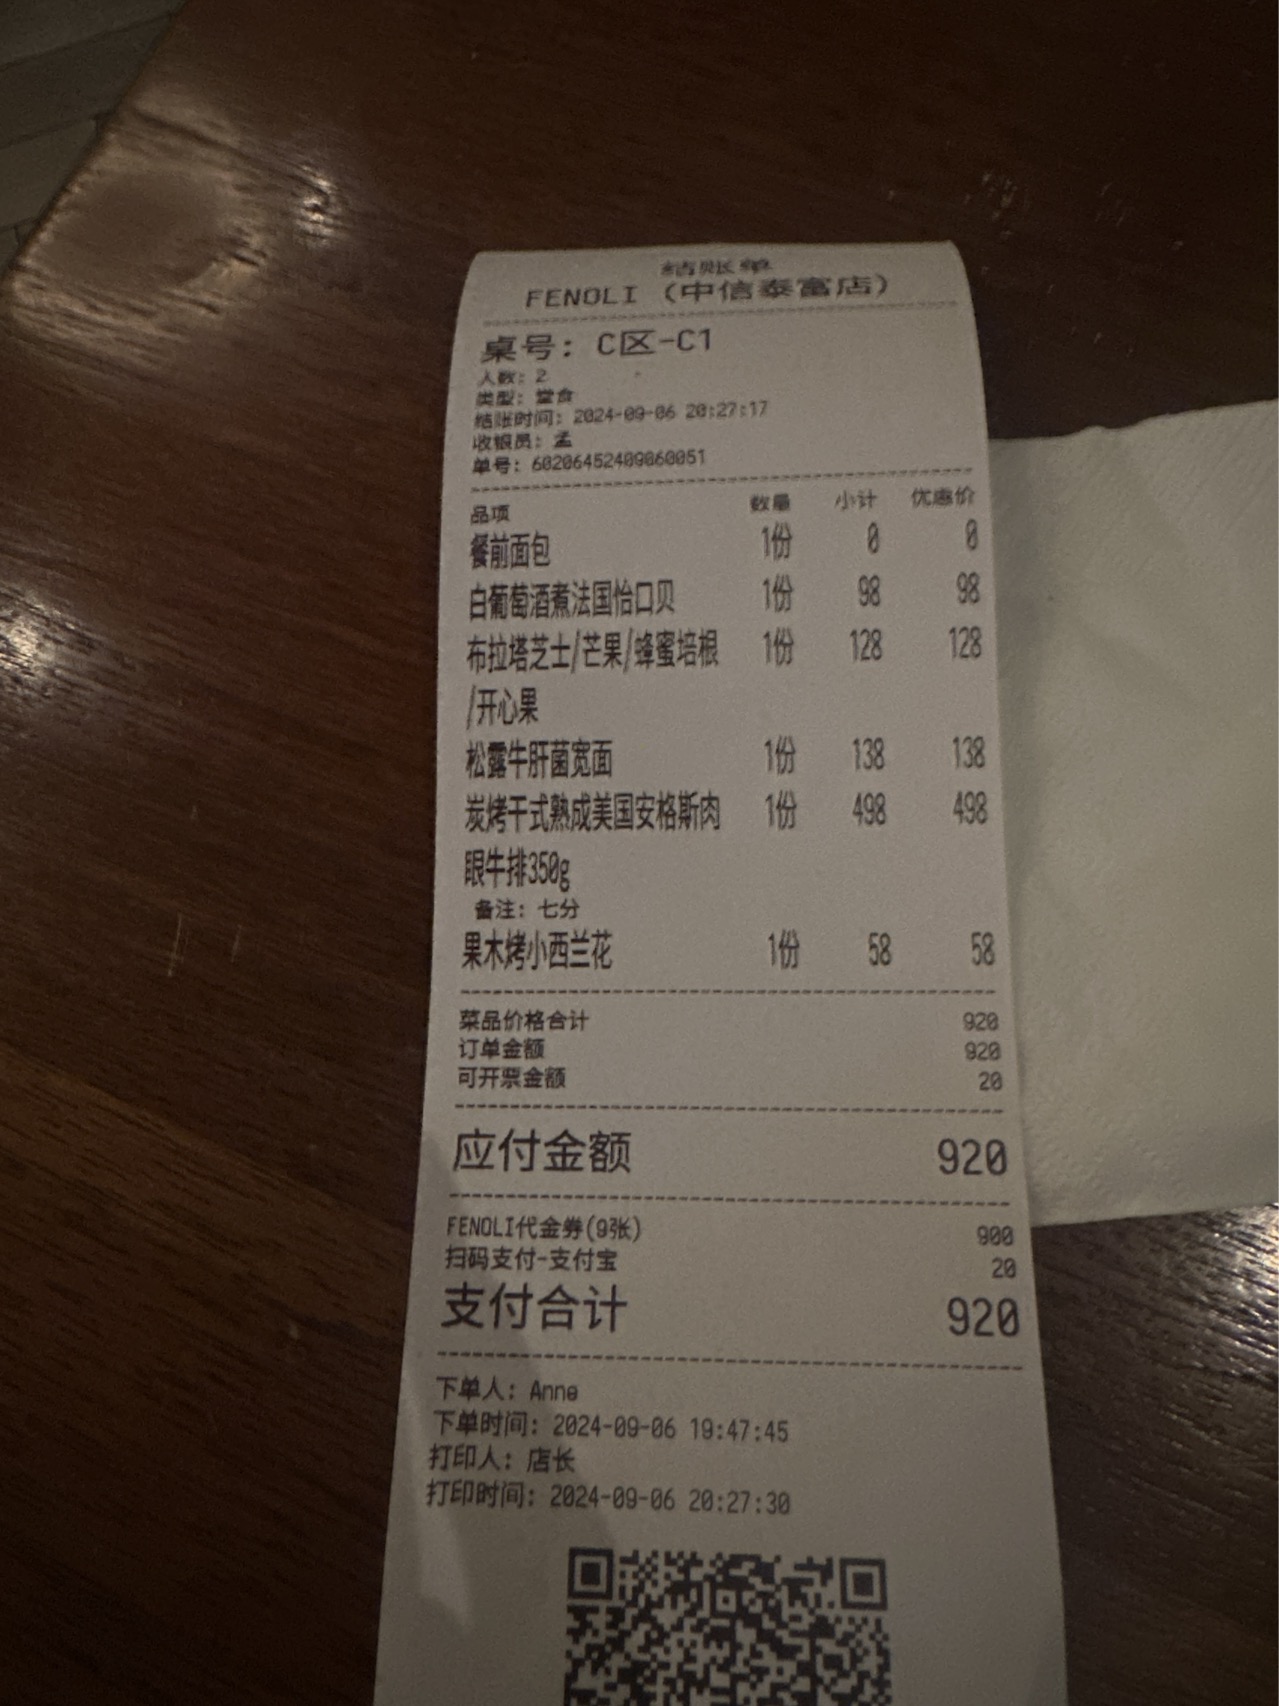 结账单
FENOLI (中信泰富店)
桌号: C区-C1
人数: 2
类型: 堂食
结账时间: 2024-09-06 20:27:17
收银员: 孟
单号: 60206452409060051
品项 数量 小计 优惠价
餐前面包 1份 0 0
白葡萄酒煮法国怡口贝 1份 98 98
布拉塔芝士/芒果/蜂蜜培根 1份 128 128
/开心果
松露牛肝菌宽面 1份 138 138
炭烤干式熟成美国安格斯肉 1份 498 498
眼牛排350g
备注: 七分
果木烤小西兰花 1份 58 58
菜品价格合计 920
订单金额 920
可开票金额 20
应付金额 920
FENOLI代金券(9张) 900
扫码支付-支付宝 20
支付合计 920
下单人: Anne
下单时间: 2024-09-06 19:47:45
打印人: 店长
打印时间: 2024-09-06 20:27:30